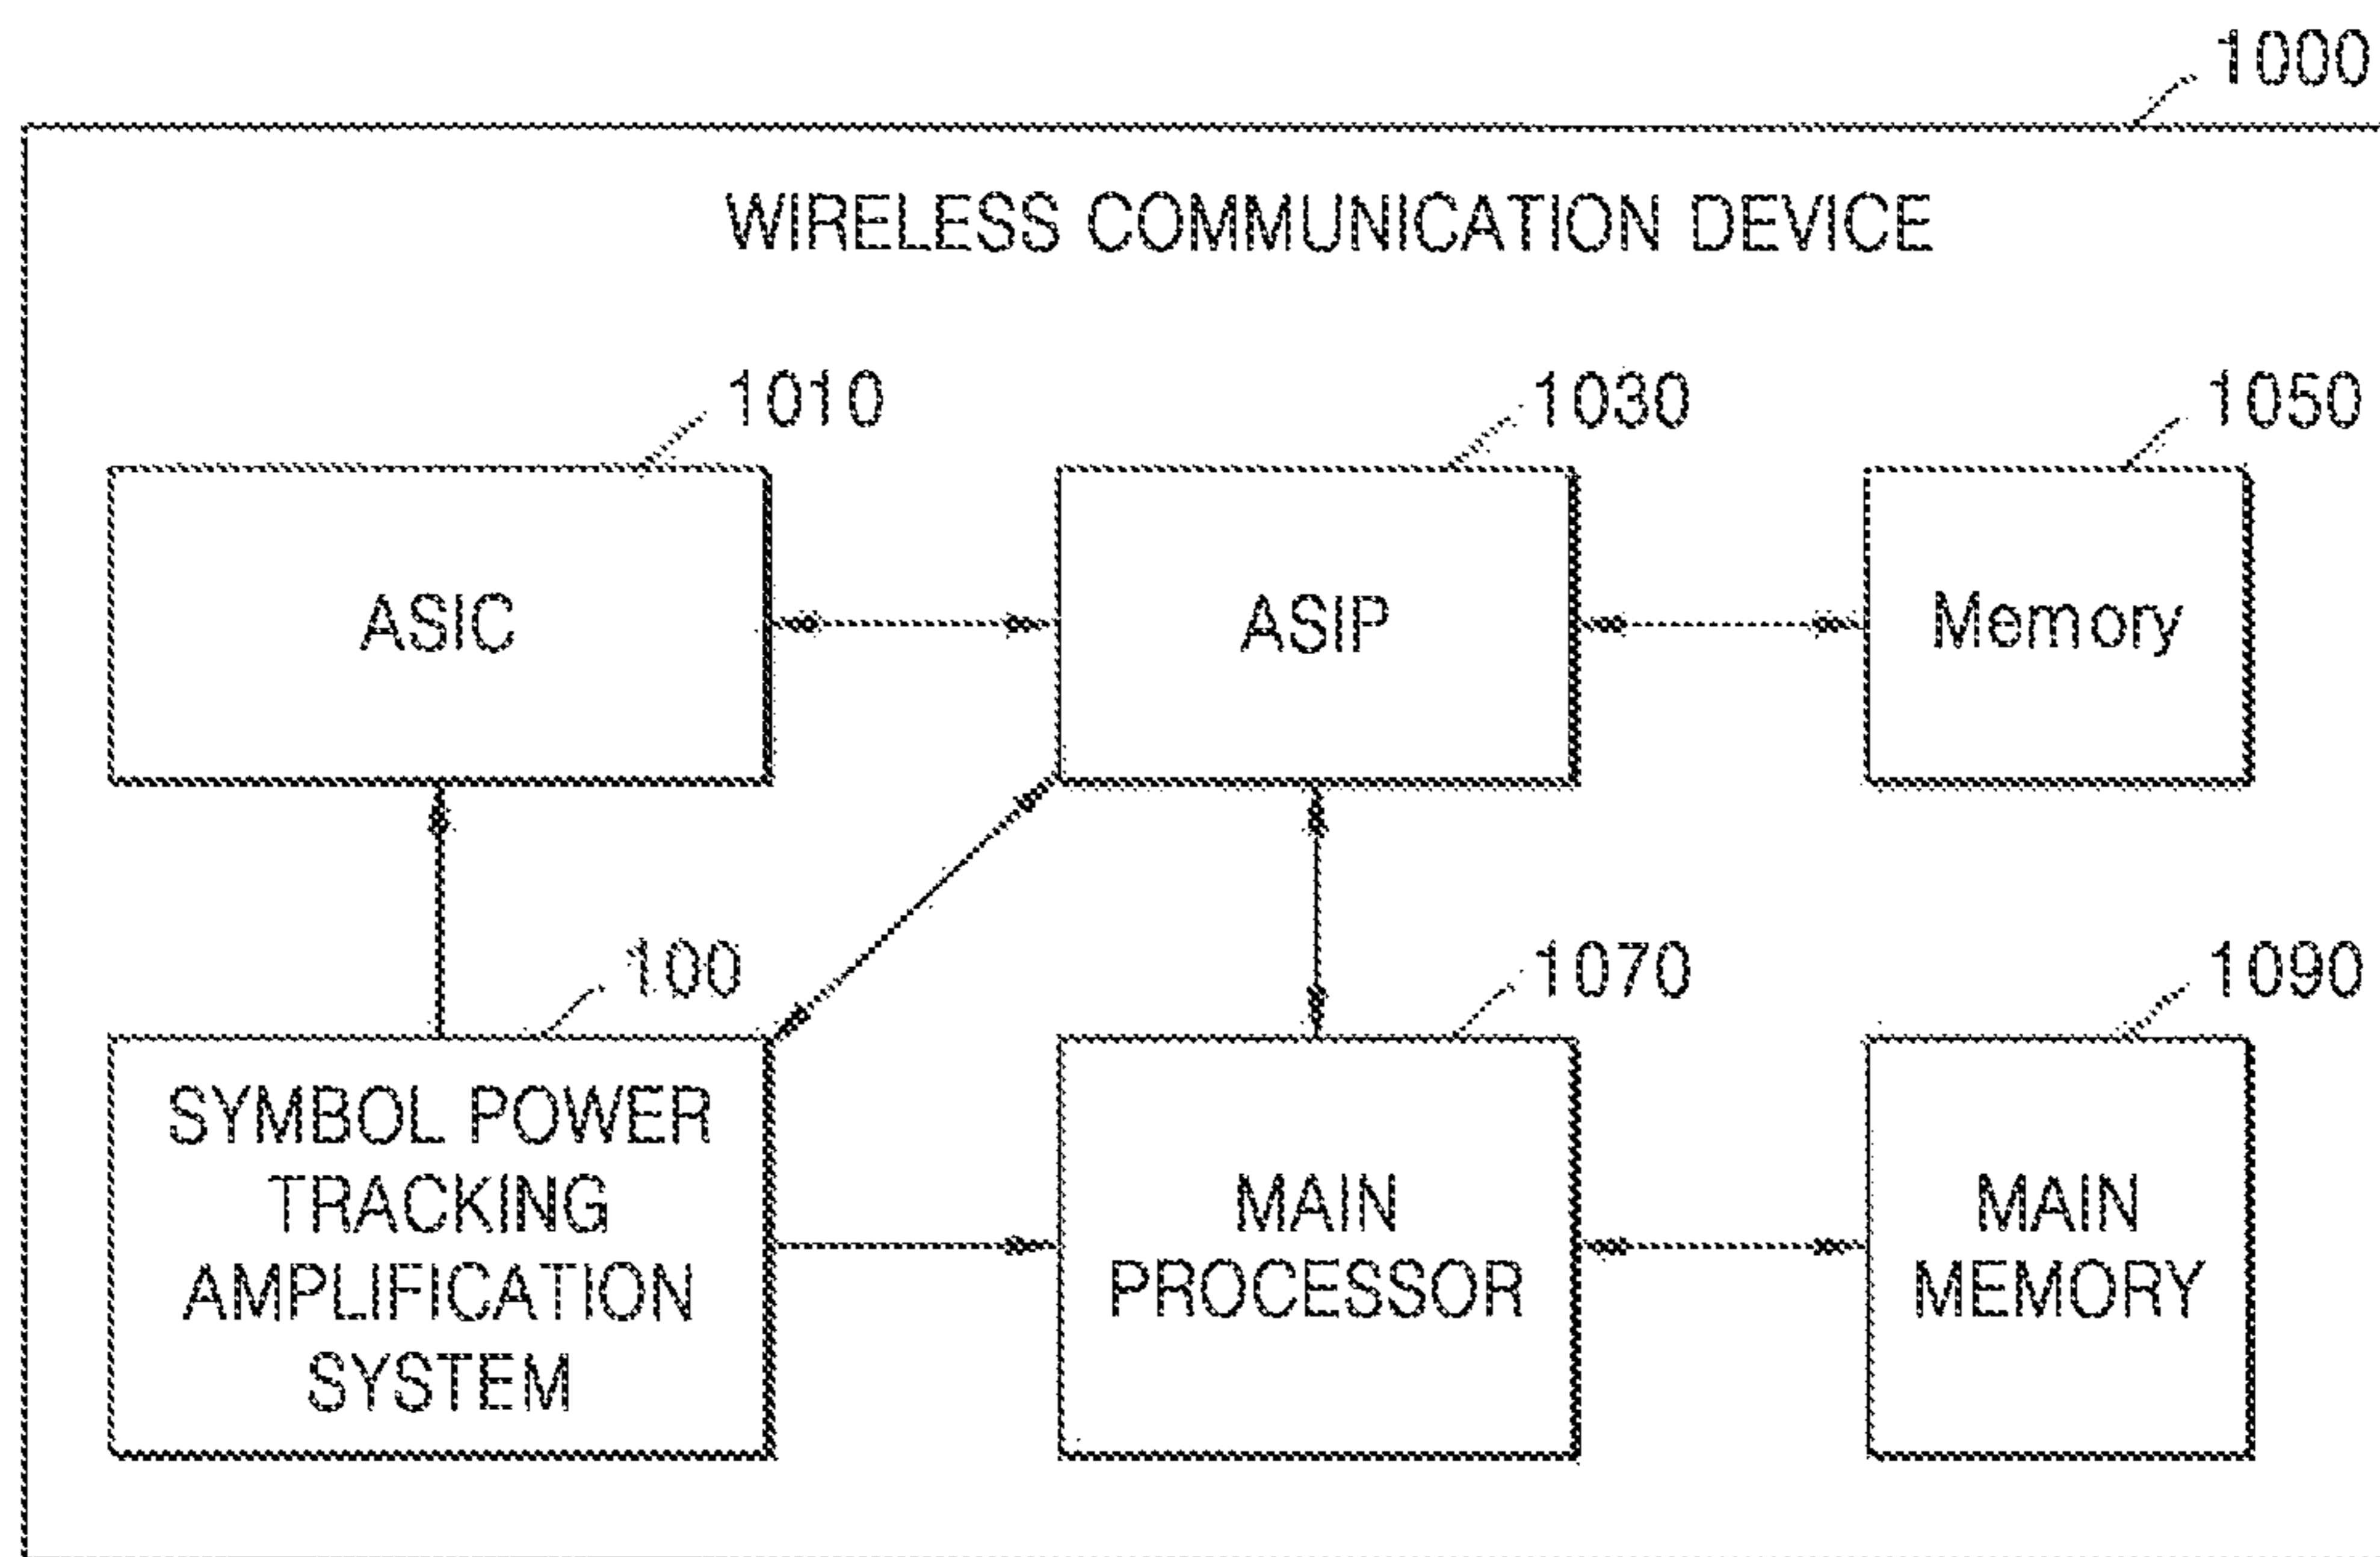 1000
WIRELESS COMMUNICATION DEVICE
1010
1030
1050
ASIC
ASIP
Memory
100
1070
1090
SYMBOL POWER
TRACKING
AMPLIFICATION
SYSTEM
MAIN
PROCESSOR
MAIN
MEMORY